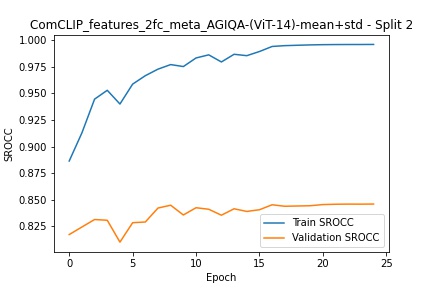 ComCLIP_features_2fc_meta_AGIQA-(ViT-14)-mean+std - Split 2
1.000
0.975
0.950
0.925
0.900
0.875
0.850
0.825
SROCC
Train SROCC
Validation SROCC
0 5 10 15 20 25
Epoch